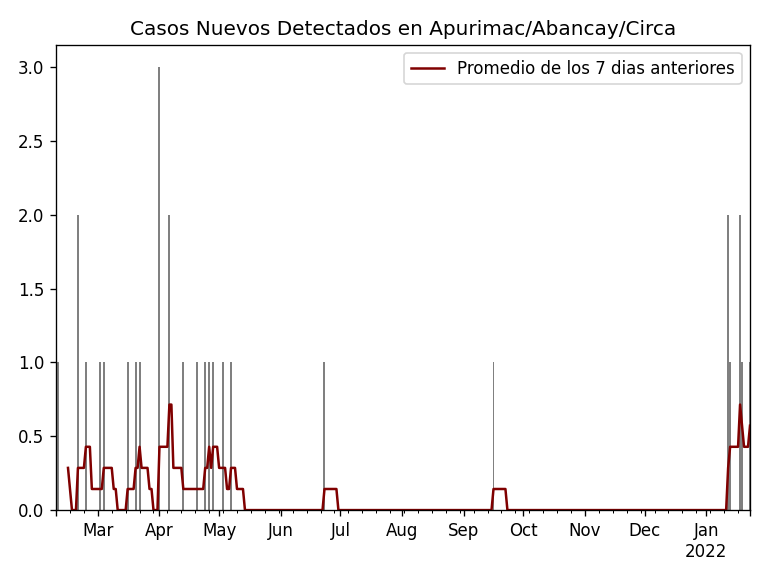 Casos Nuevos Detectados en Apurimac/Abancay/Circa
Promedio de los 7 dias anteriores
3.0
2.5
2.0
1.5
1.0
0.5
0.0
Mar Apr May Jun Jul Aug Sep Oct Nov Dec Jan
2022